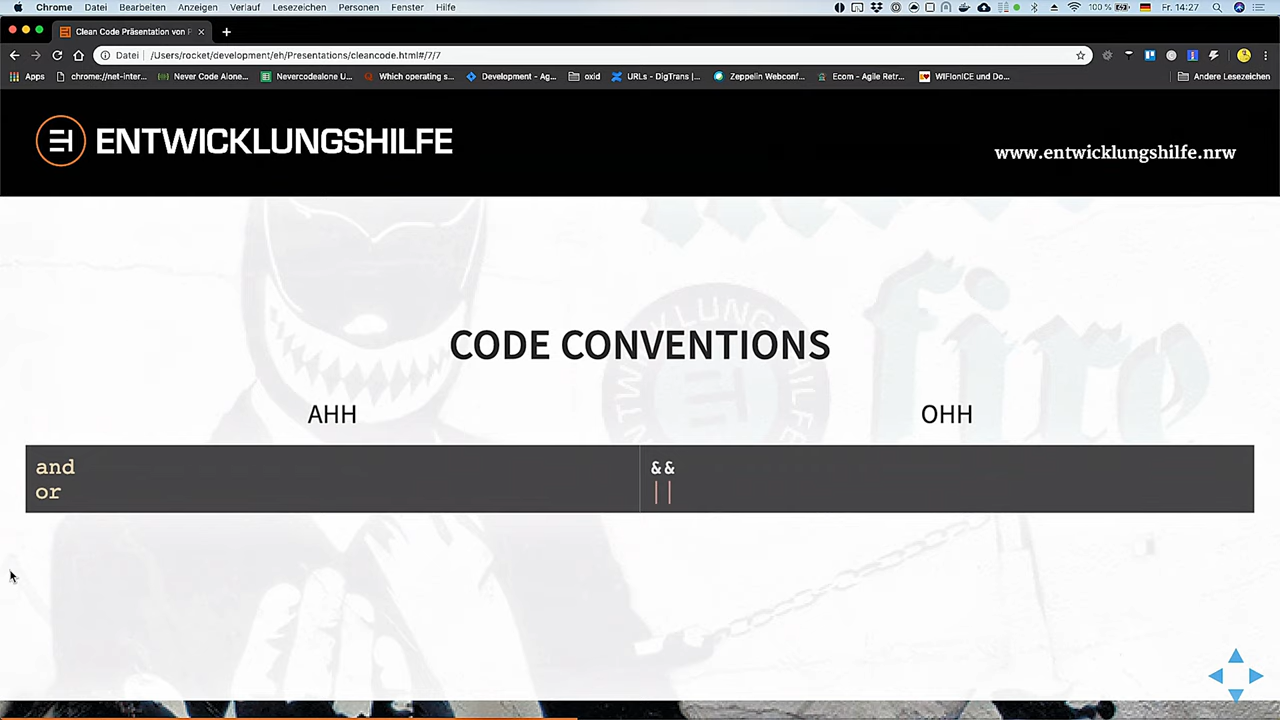 Chrome Datei Bearbeiten Anzeigen Verlauf Lesezeichen Personen Fenster Hilfe 100 % Fr. 14:27
Clean Code Präsentation von P
Datei /Users/rocket/development/eh/Presentations/cleancode.html#/7/7
Apps chrome://net-inter... Never Code Alone... Nevercodealone U... Which operating s... Development - Ag... oxid URLs - DigTrans |... Zeppelin Webconf... Ecom - Agile Retr... WIFIonICE und Do... Andere Lesezeichen
ENTWICKLUNGSHILFE
www.entwicklungshilfe.nrw
fire
CODE CONVENTIONS
AHH OHH
and &&
or ||